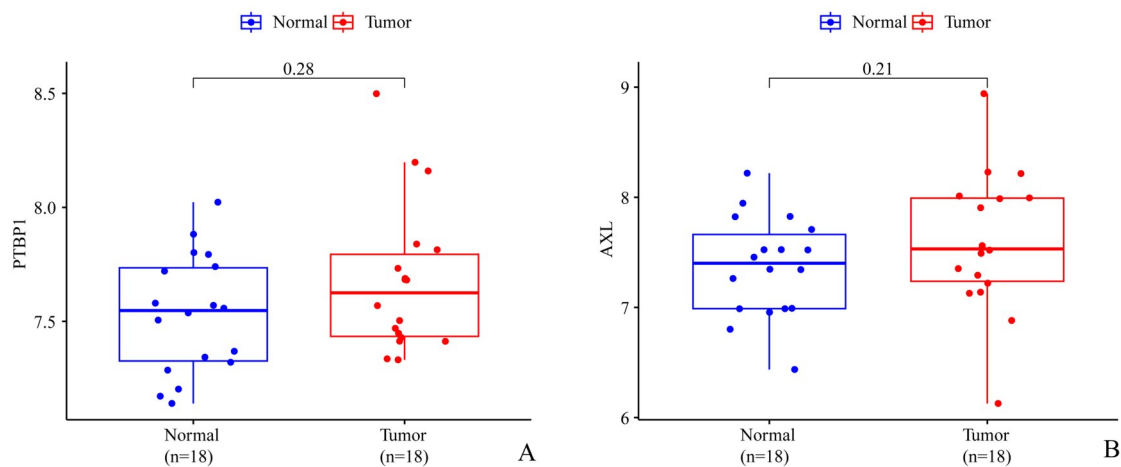 Normal Tumor
0.28
PTBP1
8.5
8.0
7.5
Normal
(n=18)
Tumor
(n=18)
A
Normal Tumor
0.21
AXL
9
8
7
6
Normal
(n=18)
Tumor
(n=18)
B